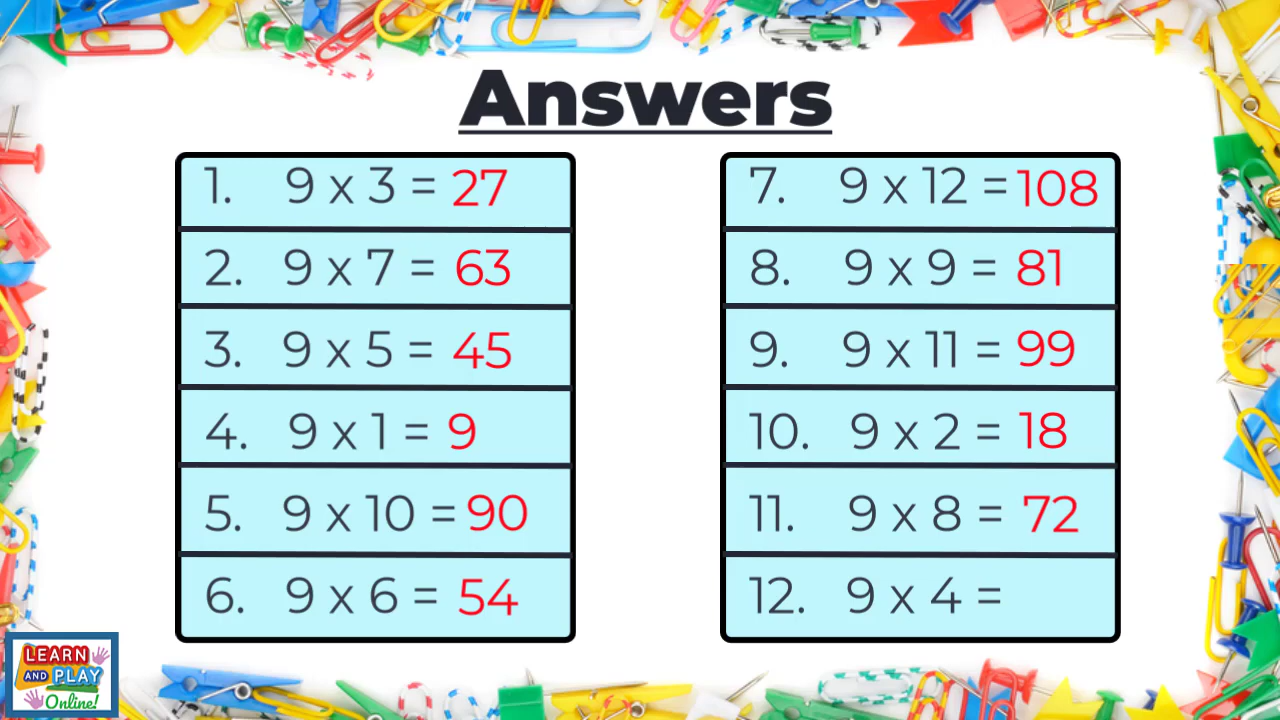 Answers
1. 9 x 3 = 27
2. 9 x 7 = 63
3. 9 x 5 = 45
4. 9 x 1 = 9
5. 9 x 10 = 90
6. 9 x 6 = 54
7. 9 x 12 = 108
8. 9 x 9 = 81
9. 9 x 11 = 99
10. 9 x 2 = 18
11. 9 x 8 = 72
12. 9 x 4 =
LEARN
AND PLAY
Online!